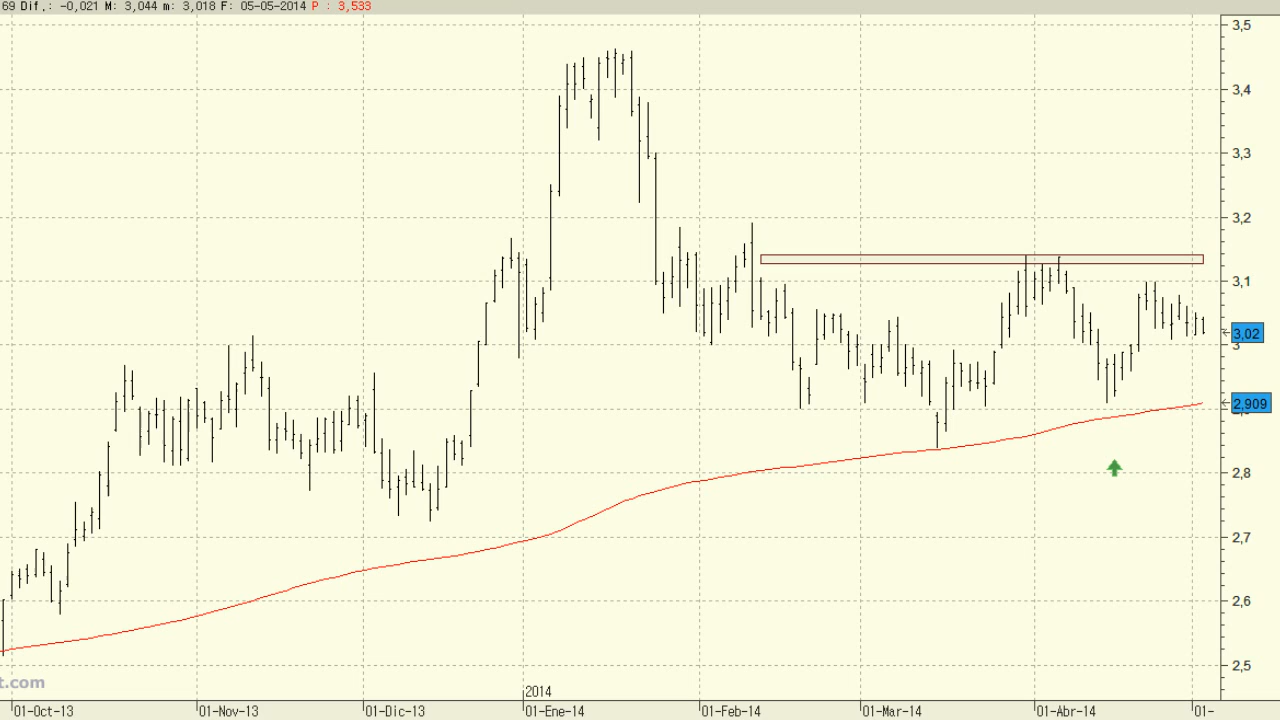 69 Dif.: -0,021 M: 3,044 m: 3,018 F: 05-05-2014 P : 3,533
3,5
3,4
3,3
3,2
3,1
3,02
3
2,909
2,8
2,7
2,6
2,5
t.com
2014
01-Oct-13
01-Nov-13
01-Dic-13
01-Ene-14
01-Feb-14
01-Mar-14
01-Abr-14
01-